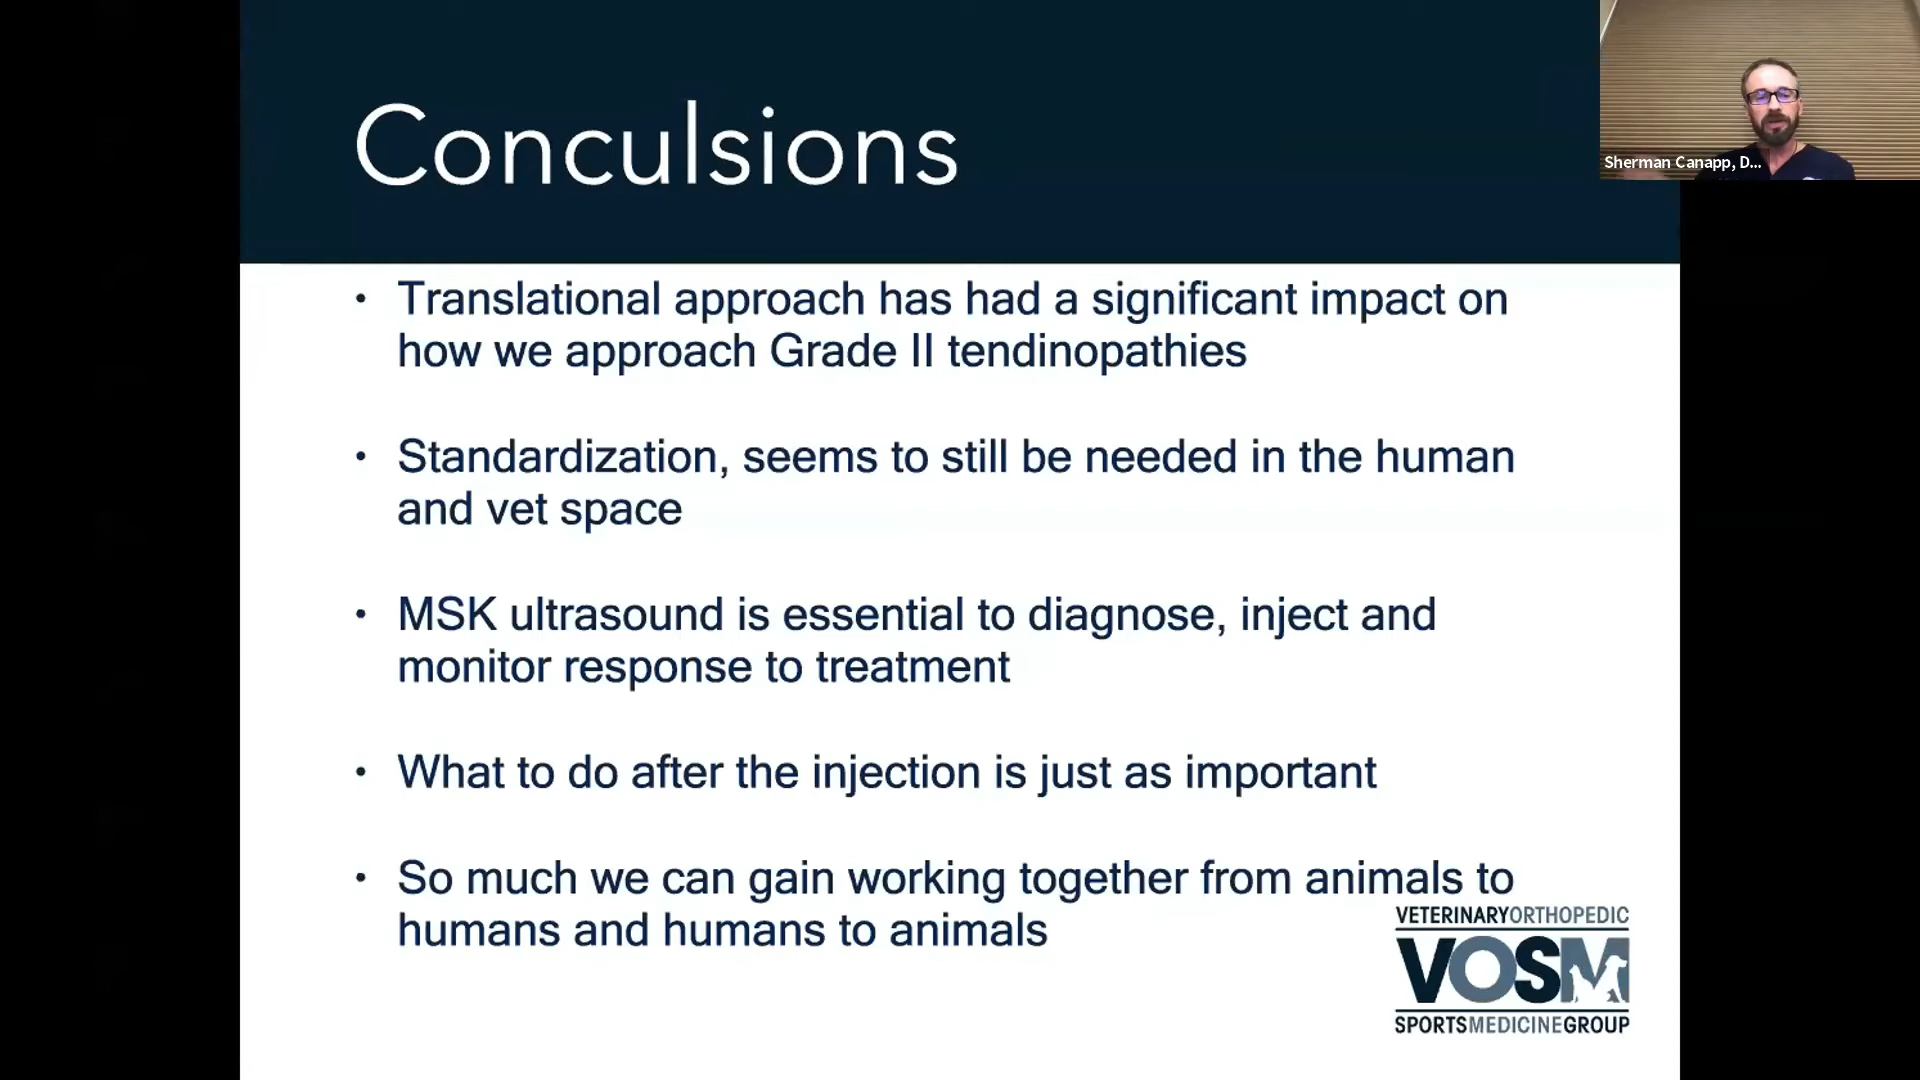 Conculsions
Sherman Canapp, D...
• Translational approach has had a significant impact on
how we approach Grade II tendinopathies
• Standardization, seems to still be needed in the human
and vet space
• MSK ultrasound is essential to diagnose, inject and
monitor response to treatment
• What to do after the injection is just as important
• So much we can gain working together from animals to
humans and humans to animals
VETERINARYORTHOPEDIC
VOSM
SPORTSMEDICINEGROUP